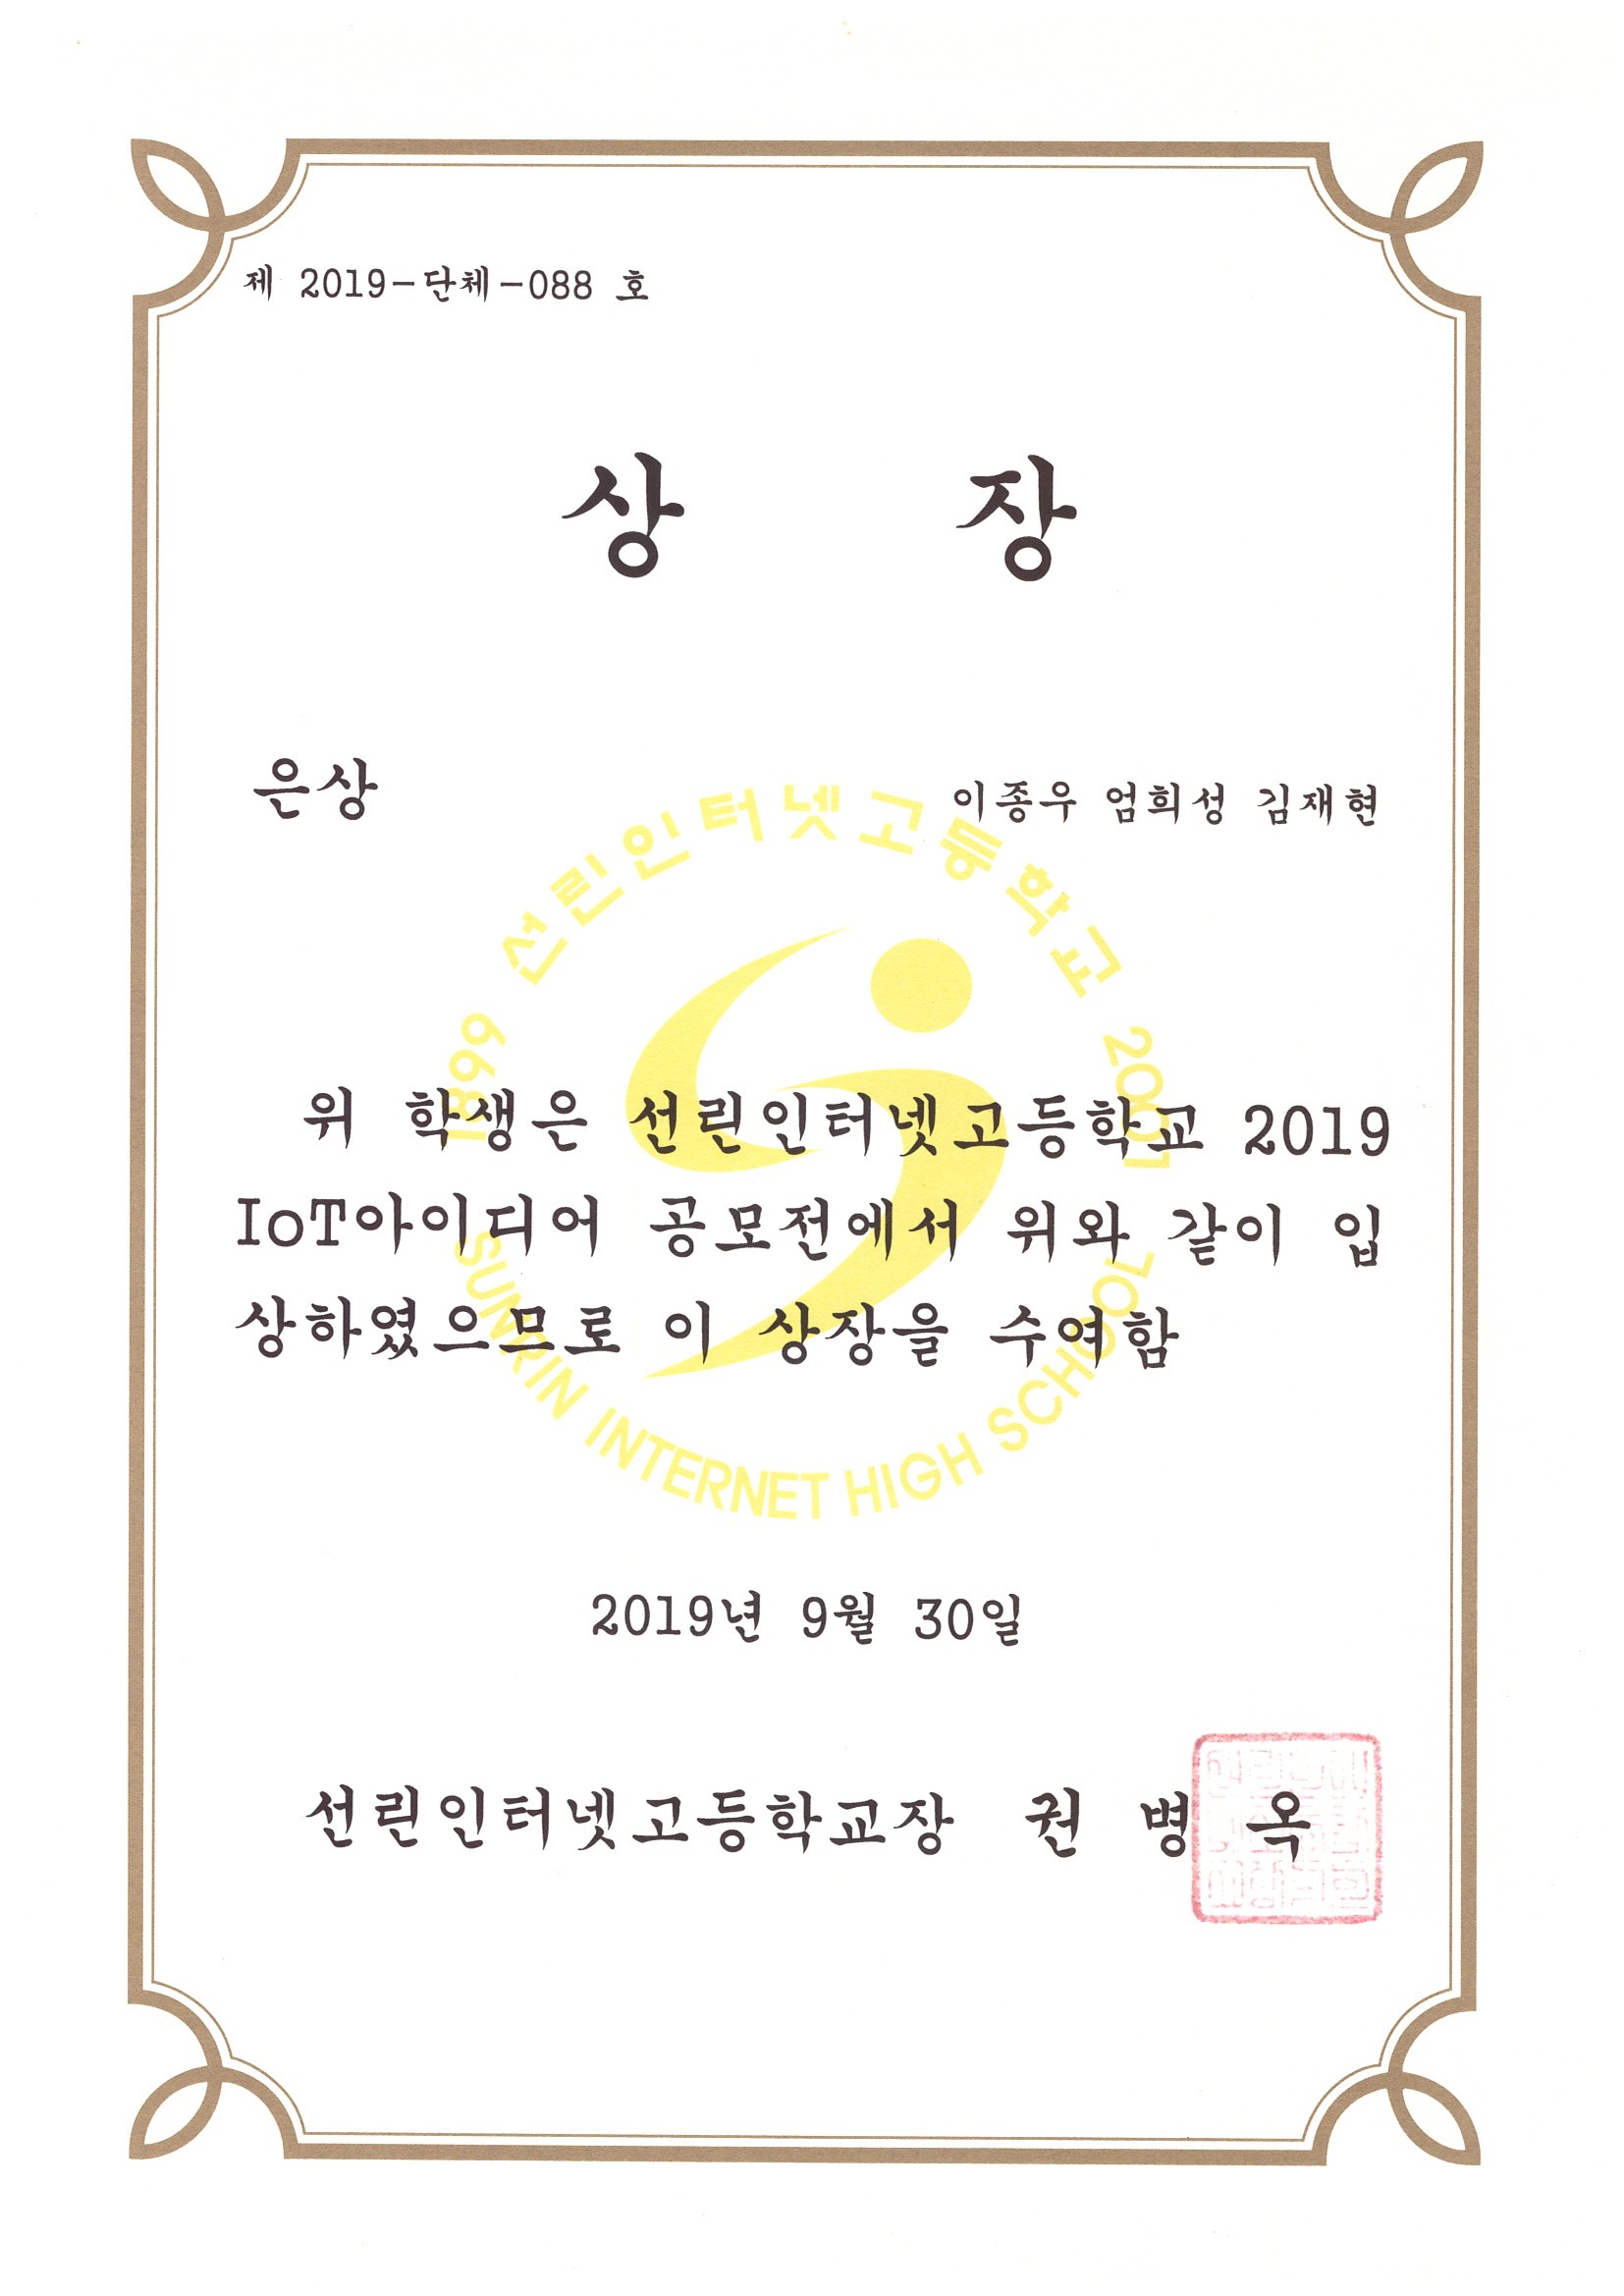 제 2019-단체-088 호
상 장
은상
이종우 엄희성 김재현
1899 선린인터넷고등학교 2001
위 학생은 선린인터넷고등학교 2019
IoT아이디어 공모전에서 위와 같이 입
상하였으므로 이 상장을 수여함
SUNRIN INTERNET HIGH SCHOOL
2019년 9월 30일
선린인터넷고등학교장 권 병 옥